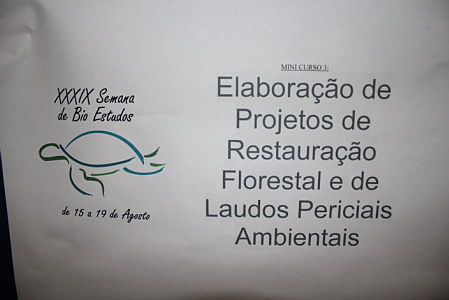 XXXIX Semana
de Bio Estudos
de 15 a 19 de Agosto
MINI CURSO 3:
Elaboração de
Projetos de
Restauração
Florestal e de
Laudos Periciais
Ambientais